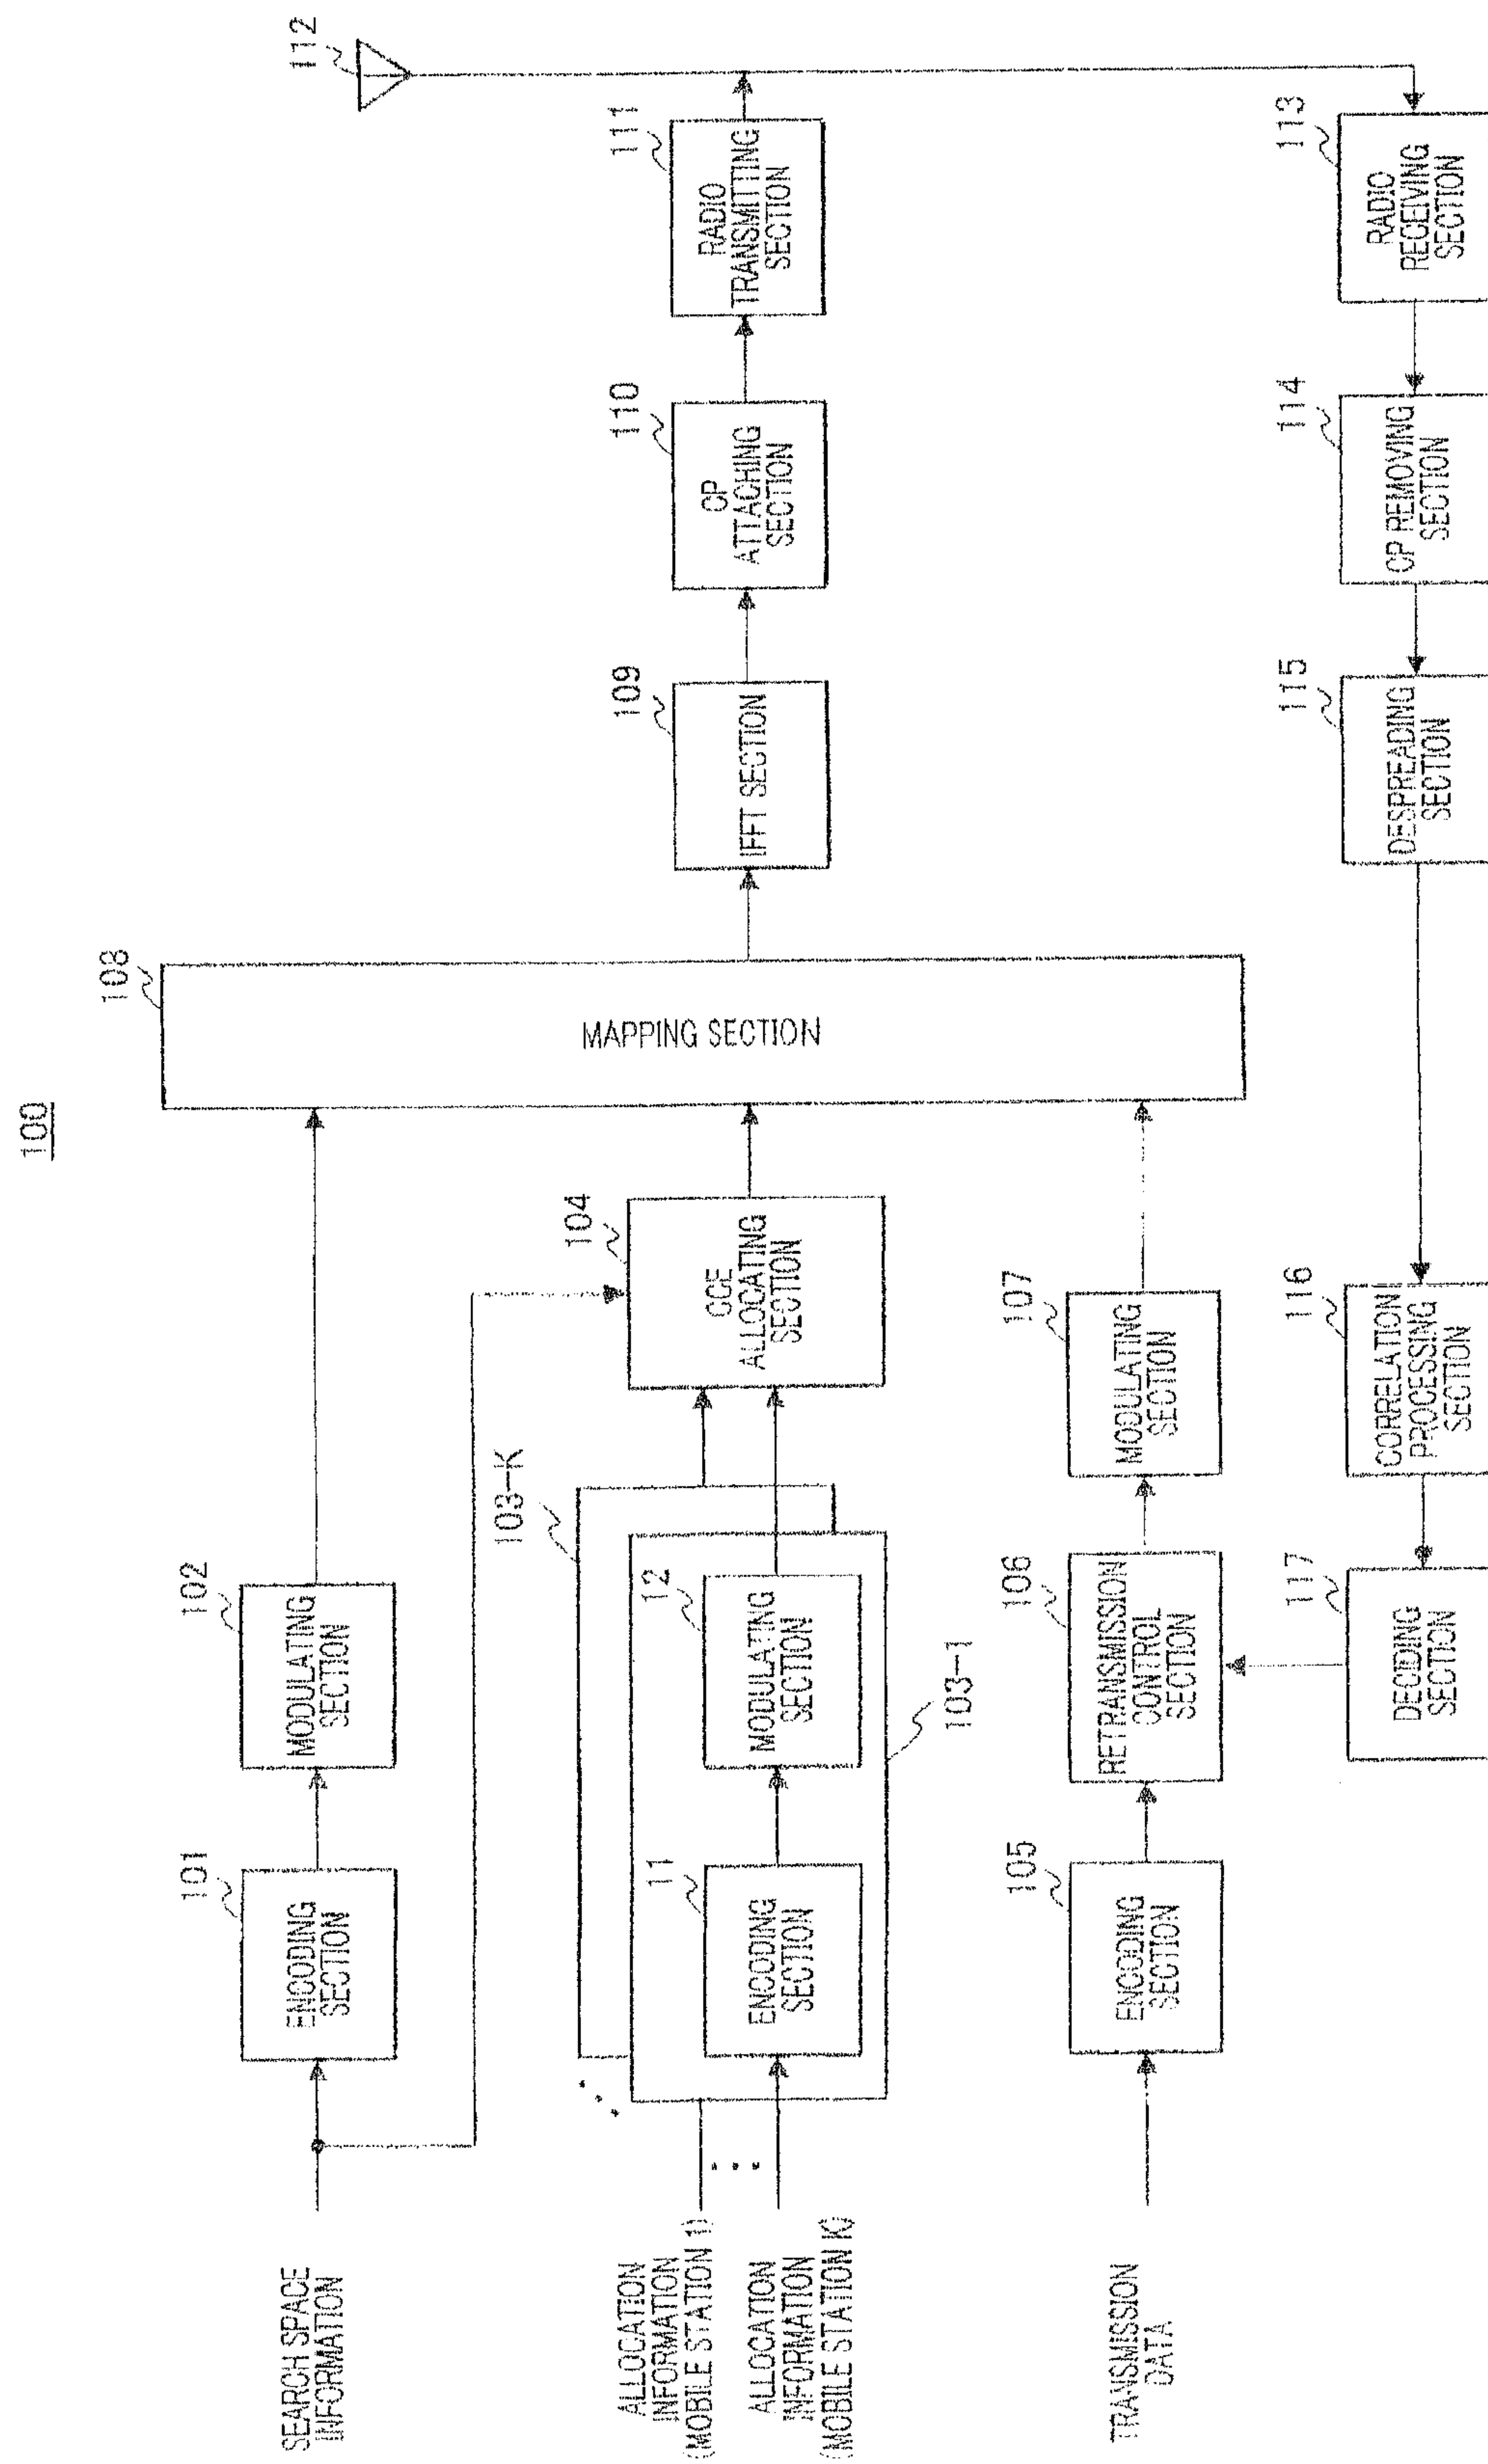 100
SEARCH SPACE
INFORMATION
101
ENCODING
SECTION
102
MODULATING
SECTION
ALLOCATION
INFORMATION
(MOBILE STATION 1)
ALLOCATION
INFORMATION
(MOBILE STATION K)
103-K
11
ENCODING
SECTION
12
MODULATING
SECTION
103-1
104
CCE
ALLOCATING
SECTION
TRANSMISSION
DATA
105
ENCODING
SECTION
106
RETRANSMISSION
CONTROL
SECTION
107
MODULATING
SECTION
108
MAPPING SECTION
109
IFFT SECTION
110
CP
ATTACHING
SECTION
111
RADIO
TRANSMITTING
SECTION
112
117
DECIDING
SECTION
116
CORRELATION
PROCESSING
SECTION
115
DESPREADING
SECTION
114
CP REMOVING
SECTION
113
RADIO
RECEIVING
SECTION